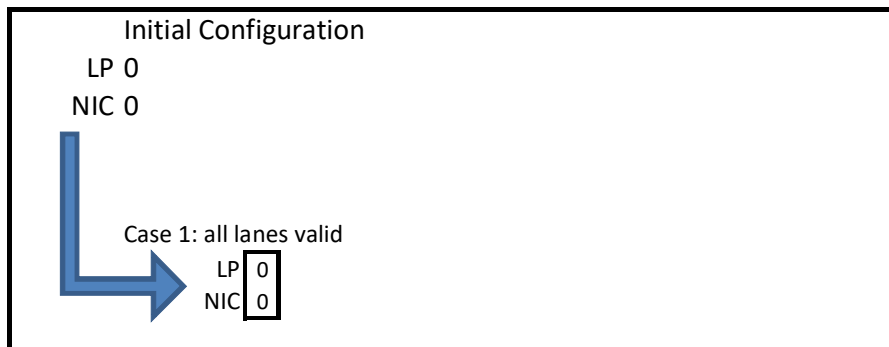 Initial Configuration
LP 0
NIC 0
Case 1: all lanes valid
LP 0
NIC 0